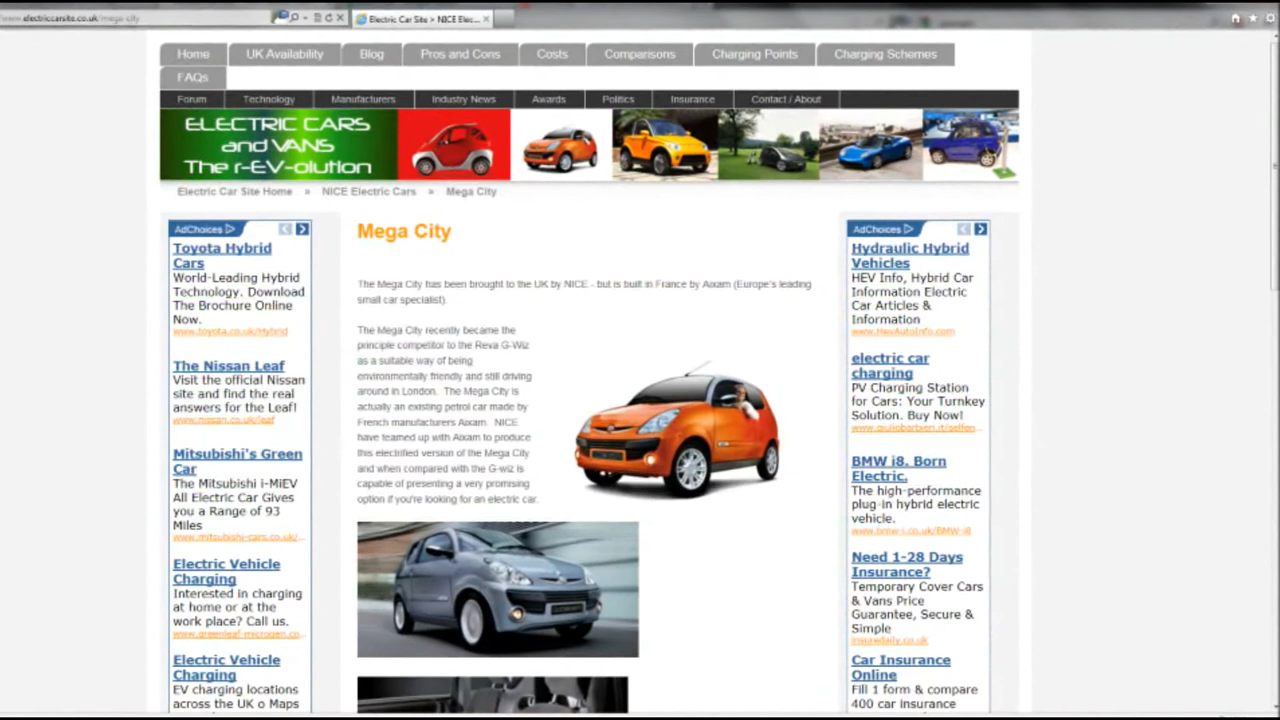 www.electriccarsite.co.uk/mega-city
Electric Car Site > NICE Elec...
Home
UK Availability
Blog
Pros and Cons
Costs
Comparisons
Charging Points
Charging Schemes
FAQs
Forum
Technology
Manufacturers
Industry News
Awards
Politics
Insurance
Contact / About
ELECTRIC CARS
and VANS
The r-EV-olution
Electric Car Site Home » NICE Electric Cars » Mega City
AdChoices
Toyota Hybrid
Cars
World-Leading Hybrid
Technology. Download
The Brochure Online
Now.
www.toyota.co.uk/Hybrid
The Nissan Leaf
Visit the official Nissan
site and find the real
answers for the Leaf!
www.nissan.co.uk/leaf
Mitsubishi's Green
Car
The Mitsubishi i-MiEV
All Electric Car Gives
you a Range of 93
Miles
www.mitsubishi-cars.co.uk/...
Electric Vehicle
Charging
Interested in charging
at home or at the
work place? Call us.
www.greenleaf-microgen.co...
Electric Vehicle
Charging
EV charging locations
across the UK o Maps
Mega City
The Mega City has been brought to the UK by NICE - but is built in France by Aixam (Europe's leading
small car specialist).
The Mega City recently became the
principle competitor to the Reva G-Wiz
as a suitable way of being
environmentally friendly and still driving
around in London. The Mega City is
actually an existing petrol car made by
French manufacturers Aixam. NICE
have teamed up with Aixam to produce
this electrified version of the Mega City
and when compared with the G-wiz is
capable of presenting a very promising
option if you're looking for an electric car.
AdChoices
Hydraulic Hybrid
Vehicles
HEV Info, Hybrid Car
Information Electric
Car Articles &
Information
www.HevAutoInfo.com
electric car
charging
PV Charging Station
for Cars: Your Turnkey
Solution. Buy Now!
BMW i8. Born
Electric.
The high-performance
plug-in hybrid electric
vehicle.
www.bmw-i.co.uk/BMW-i8
Need 1-28 Days
Insurance?
Temporary Cover Cars
& Vans Price
Guarantee, Secure &
Simple
insuredaily.co.uk
Car Insurance
Online
Fill 1 form & compare
400 car insurance